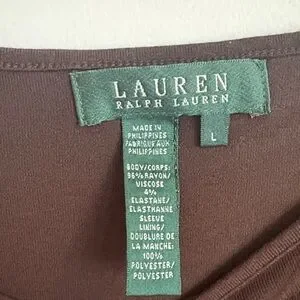 LAUREN
RALPH LAUREN
L
MADE IN
PHILIPPINES
FABRIQUE AUX
PHILIPPINES
BODY/CORPS:
96% RAYON/
VISCOSE
4%
ELASTANE/
ELASTHANNE
SLEEVE
LINING/
DOUBLURE DE
LA MANCHE:
100%
POLYESTER/
POLYESTER